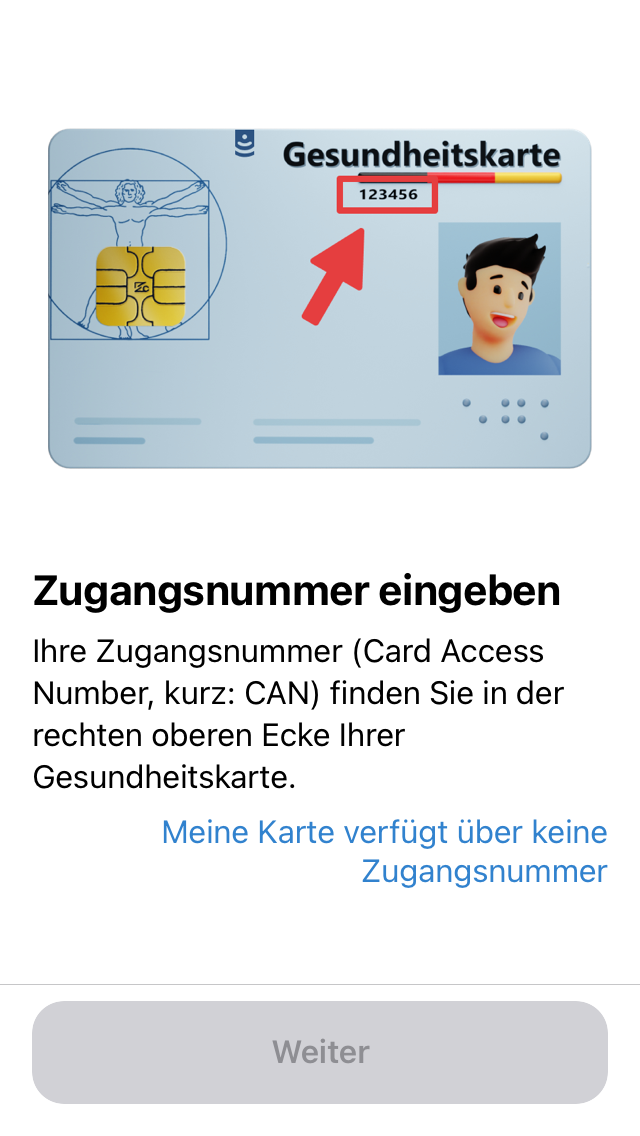 Gesundheitskarte
123456
Zugangsnummer eingeben
Ihre Zugangsnummer (Card Access
Number, kurz: CAN) finden Sie in der
rechten oberen Ecke Ihrer
Gesundheitskarte.
Meine Karte verfügt über keine
Zugangsnummer
Weiter